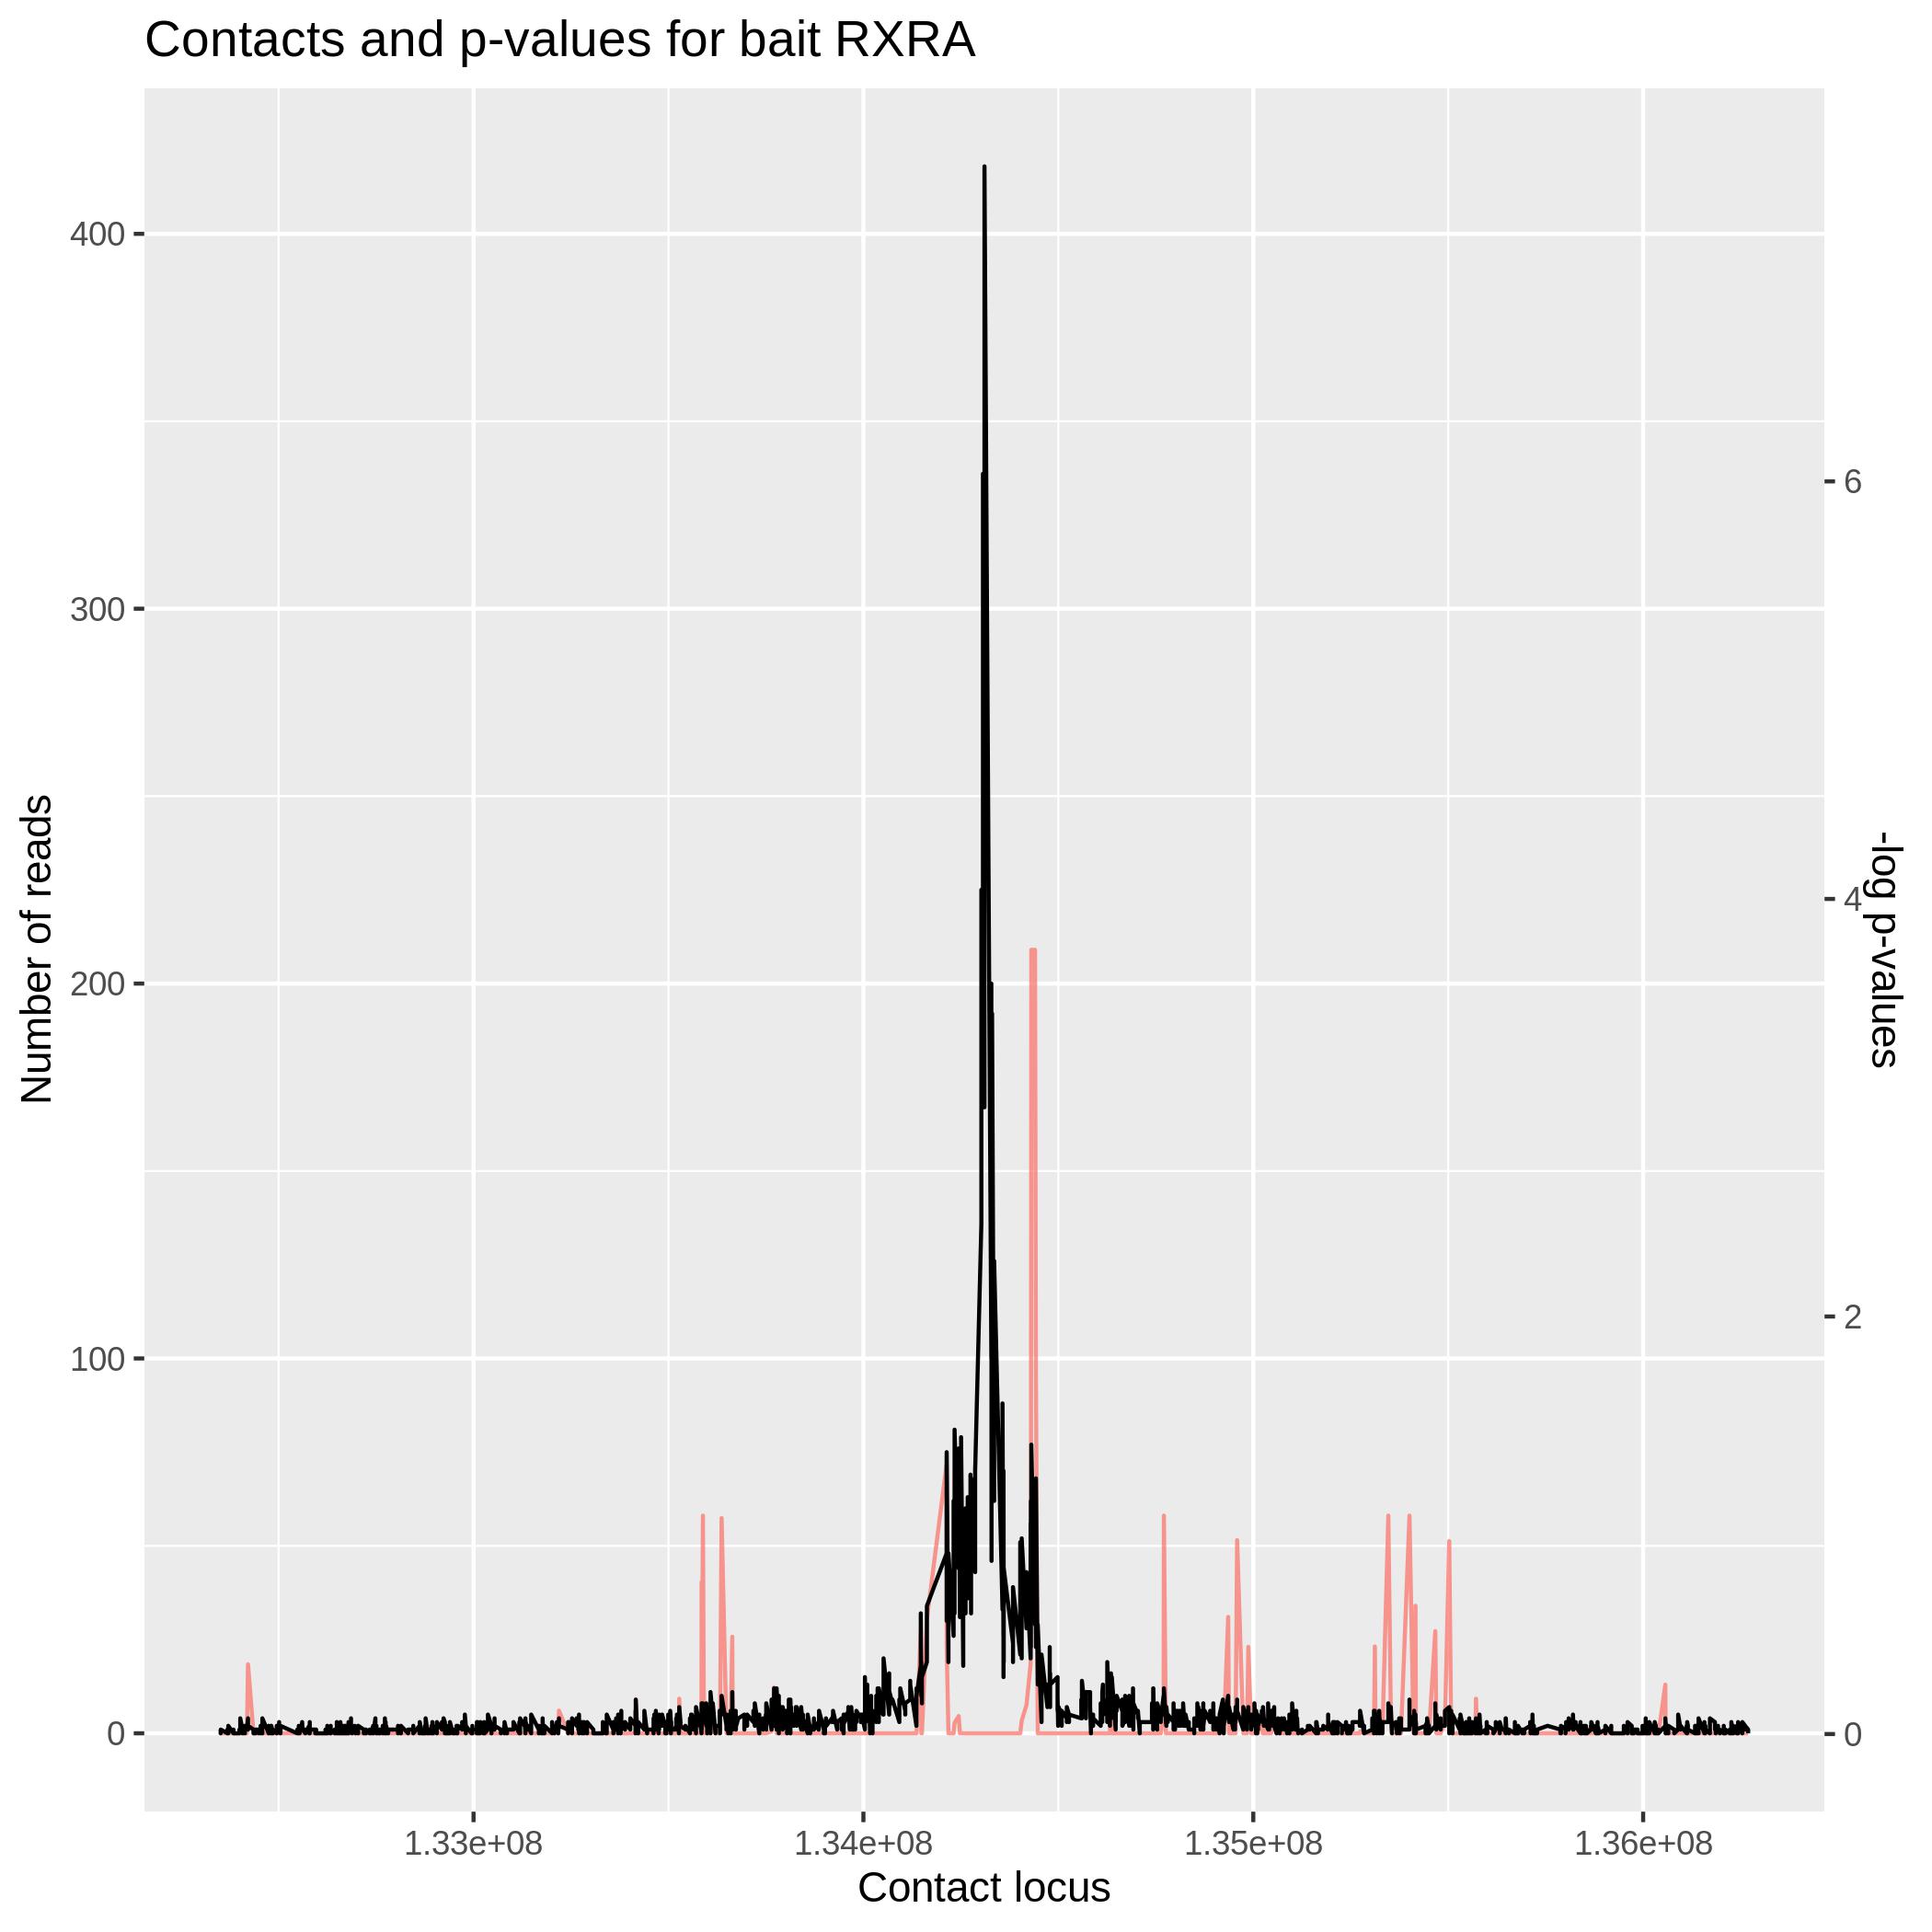 Contacts and p-values for bait RXRA
Number of reads
400
300
200
100
0
6
4
2
0
-log p-values
1.33e+08 1.34e+08 1.35e+08 1.36e+08
Contact locus